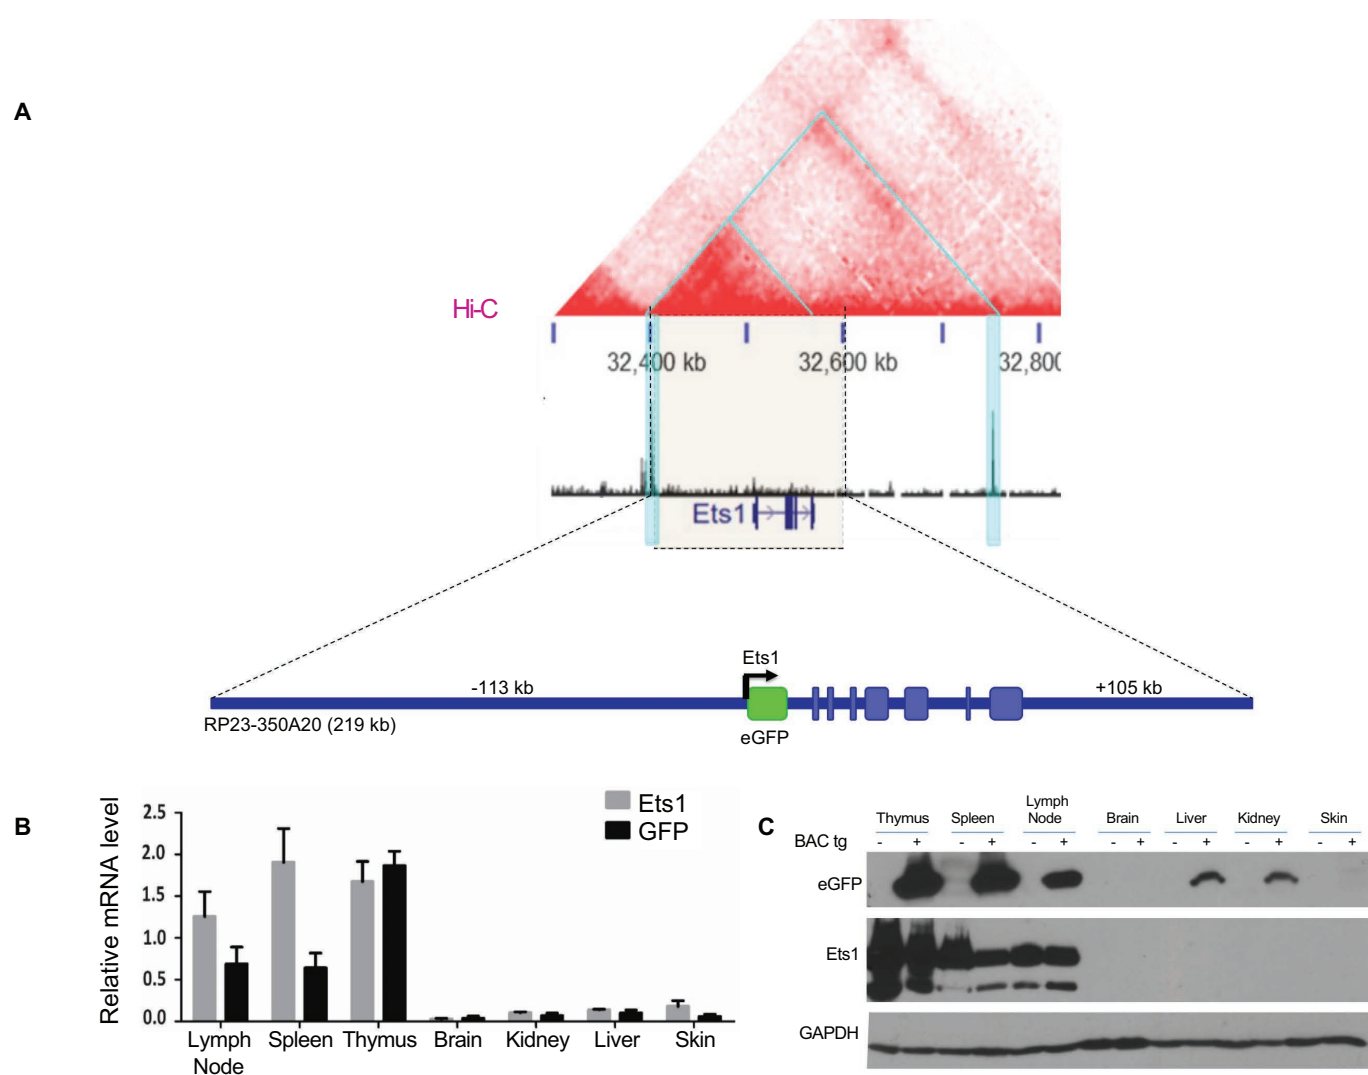 A
Hi-C
32,400 kb
32,600 kb
32,800
Ets1
Ets1
-113 kb
+105 kb
RP23-350A20 (219 kb)
eGFP
B
Relative mRNA level
2.5
2.0
1.5
1.0
0.5
0.0
Ets1
GFP
Lymph Node
Spleen
Thymus
Brain
Kidney
Liver
Skin
C
Thymus Spleen Lymph Node Brain Liver Kidney Skin
BAC tg - + - + - + - + - + - + - +
eGFP
Ets1
GAPDH